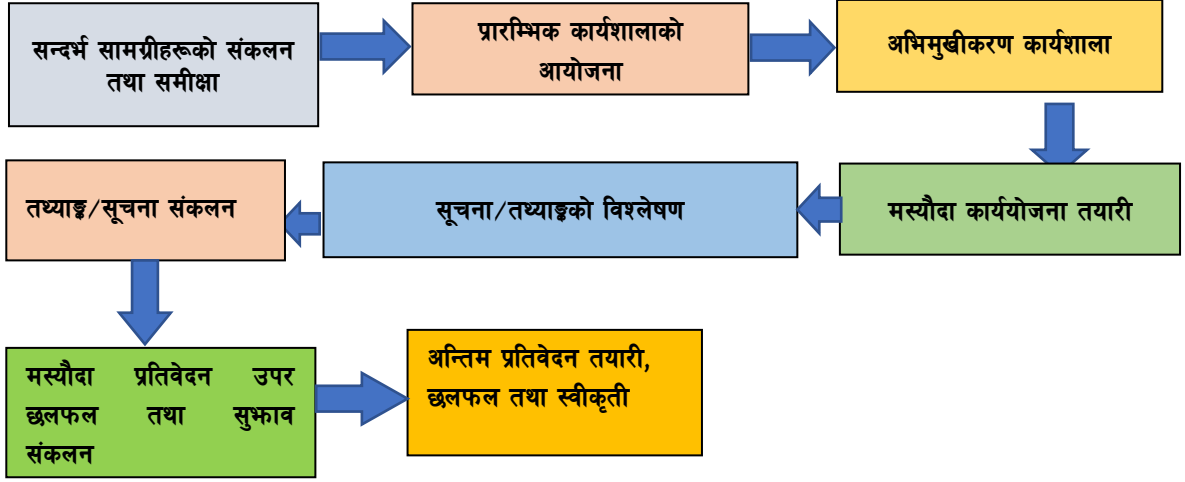 सन्दर्भ सामग्रीहरूको संकलन
तथा समीक्षा
प्रारम्भिक कार्यशालाको
आयोजना
अभिमुखीकरण कार्यशाला
मस्यौदा कार्ययोजना तयारी
सूचना/तथ्याङ्कको विश्लेषण
तथ्याङ्क/सूचना संकलन
मस्यौदा प्रतिवेदन उपर
छलफल तथा सुझाव
संकलन
अन्तिम प्रतिवेदन तयारी,
छलफल तथा स्वीकृती